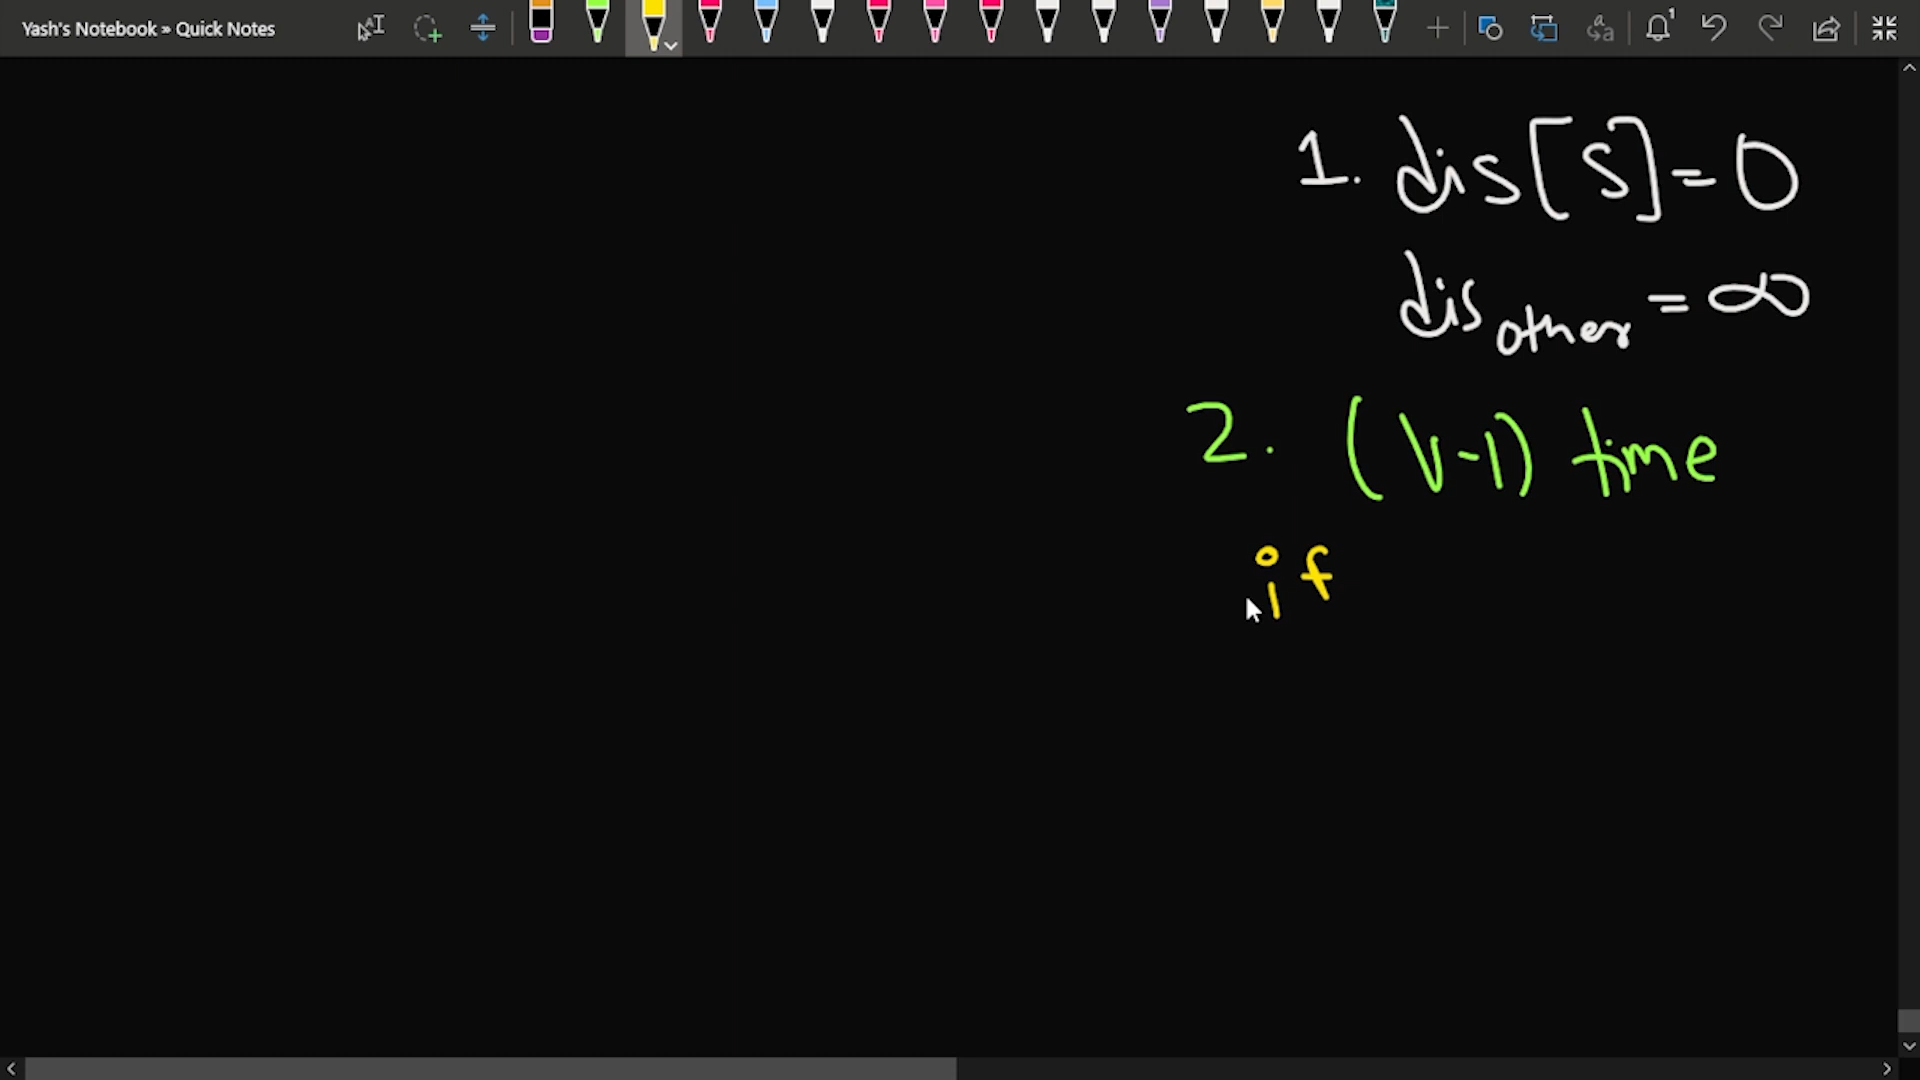 Yash's Notebook » Quick Notes
1. dis[S]=0
dis other = ∞
2. (V-1) time
if